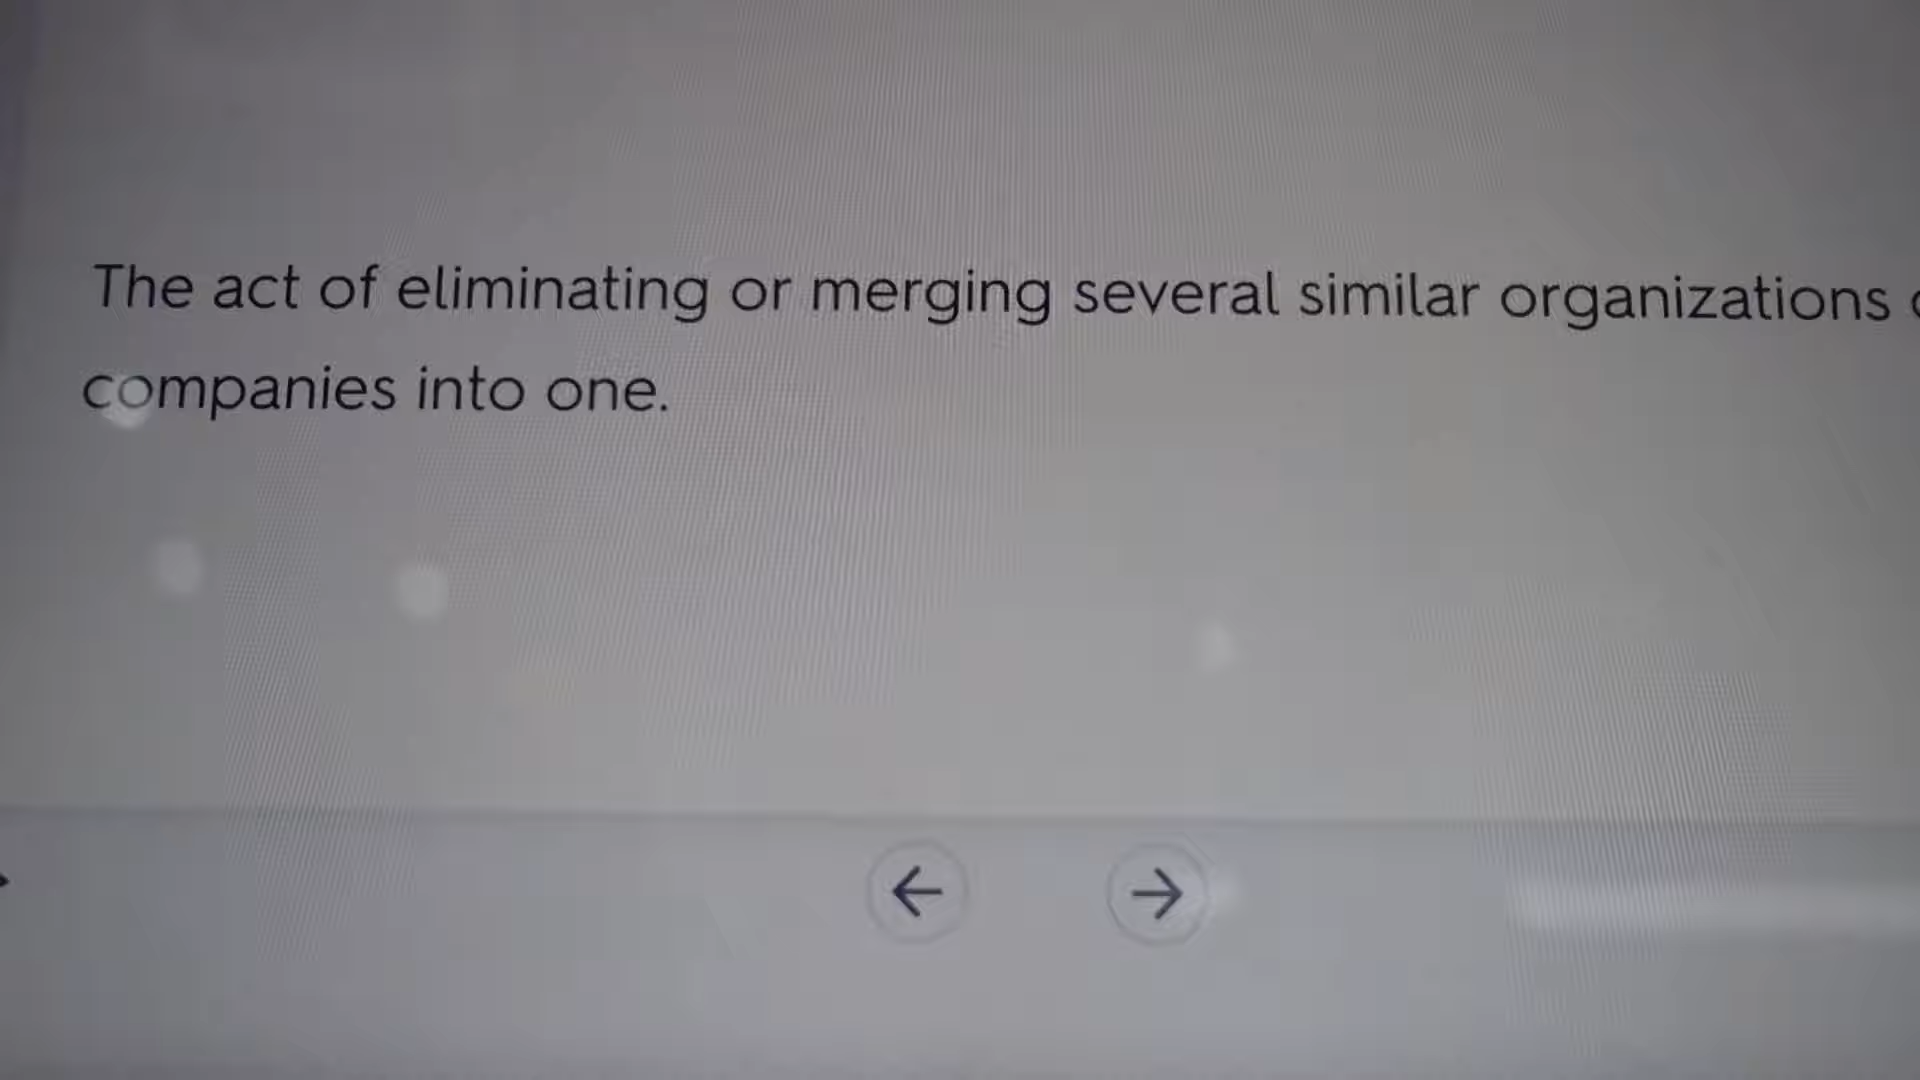 The act of eliminating or merging several similar organizations
companies into one.